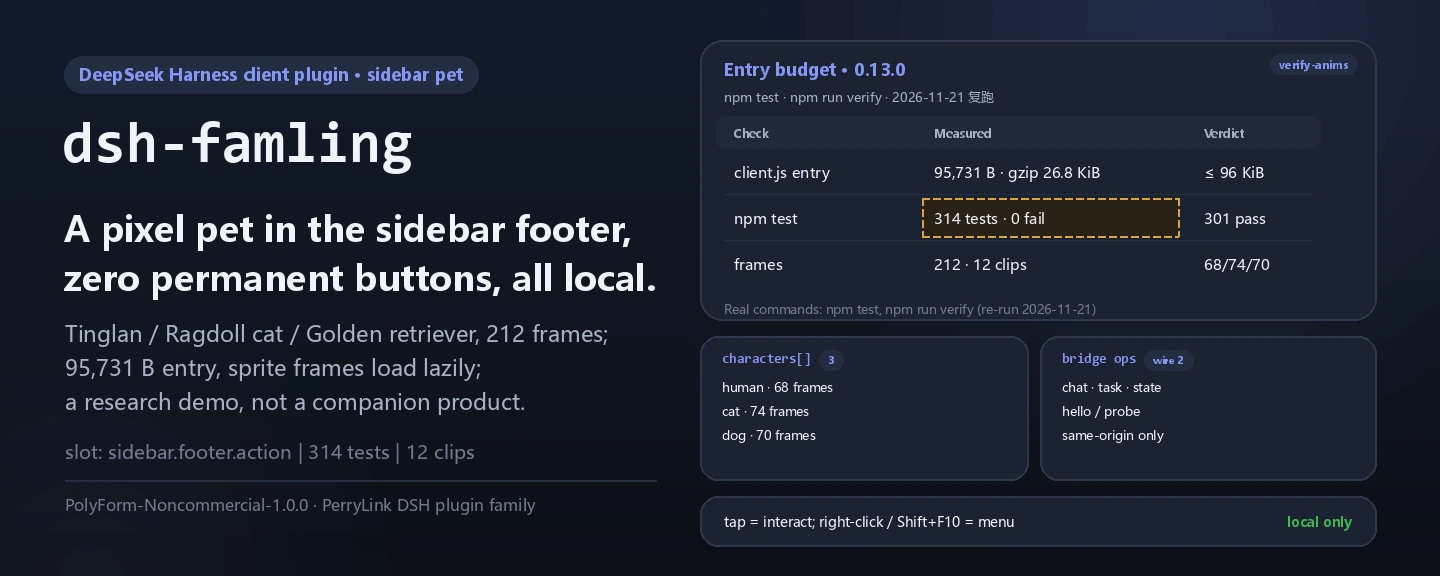 DeepSeek Harness client plugin • sidebar pet
dsh-famling
A pixel pet in the sidebar footer,
zero permanent buttons, all local.
Tinglan / Ragdoll cat / Golden retriever, 212 frames;
95,731 B entry, sprite frames load lazily;
a research demo, not a companion product.
slot: sidebar.footer.action | 314 tests | 12 clips
PolyForm-Noncommercial-1.0.0 · PerryLink DSH plugin family
Entry budget • 0.13.0
verify-anims
npm test · npm run verify · 2026-11-21 复跑
Check Measured Verdict
client.js entry 95,731 B · gzip 26.8 KiB ≤ 96 KiB
npm test 314 tests · 0 fail 301 pass
frames 212 · 12 clips 68/74/70
Real commands: npm test, npm run verify (re-run 2026-11-21)
characters[] 3
human · 68 frames
cat · 74 frames
dog · 70 frames
bridge ops wire 2
chat · task · state
hello / probe
same-origin only
tap = interact; right-click / Shift+F10 = menu
local only